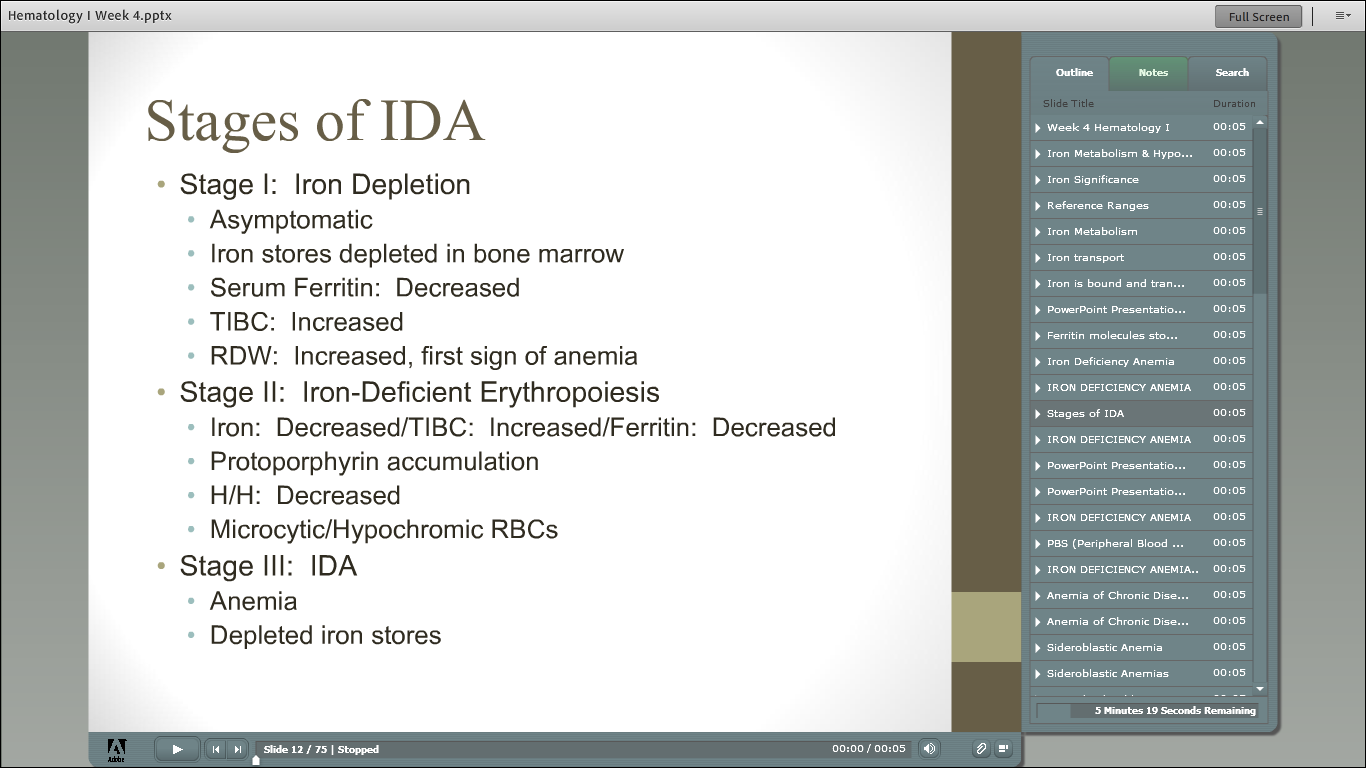 Hematology I Week 4.pptx
Full Screen
Stages of IDA
• Stage I:  Iron Depletion
• Asymptomatic
• Iron stores depleted in bone marrow
• Serum Ferritin:  Decreased
• TIBC:  Increased
• RDW:  Increased, first sign of anemia
• Stage II:  Iron-Deficient Erythropoiesis
• Iron:  Decreased/TIBC:  Increased/Ferritin:  Decreased
• Protoporphyrin accumulation
• H/H:  Decreased
• Microcytic/Hypochromic RBCs
• Stage III:  IDA
• Anemia
• Depleted iron stores
Outline Notes Search
Slide Title Duration
Week 4 Hematology I 00:05
Iron Metabolism & Hypo... 00:05
Iron Significance 00:05
Reference Ranges 00:05
Iron Metabolism 00:05
Iron transport 00:05
Iron is bound and tran... 00:05
PowerPoint Presentatio... 00:05
Ferritin molecules sto... 00:05
Iron Deficiency Anemia 00:05
IRON DEFICIENCY ANEMIA 00:05
Stages of IDA 00:05
IRON DEFICIENCY ANEMIA 00:05
PowerPoint Presentatio... 00:05
PowerPoint Presentatio... 00:05
IRON DEFICIENCY ANEMIA 00:05
PBS (Peripheral Blood ... 00:05
IRON DEFICIENCY ANEMIA.. 00:05
Anemia of Chronic Dise... 00:05
Anemia of Chronic Dise... 00:05
Sideroblastic Anemia 00:05
Sideroblastic Anemias 00:05
5 Minutes 19 Seconds Remaining
Adobe
Slide 12 / 75 | Stopped
00:00 / 00:05